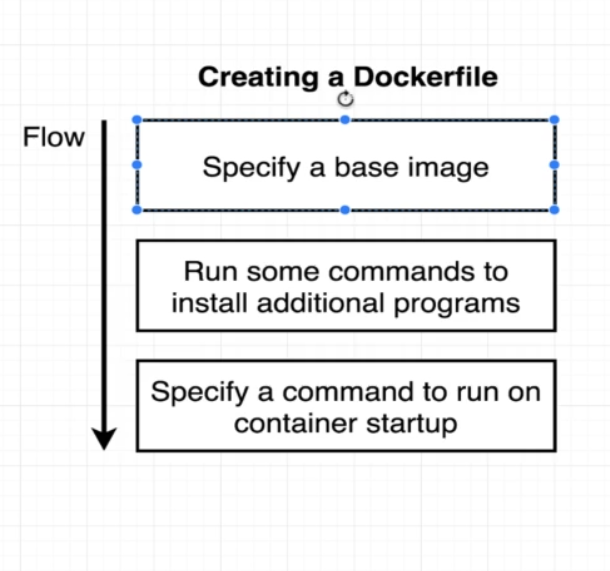 Creating a Dockerfile
Flow
Specify a base image
Run some commands to
install additional programs
Specify a command to run on
container startup